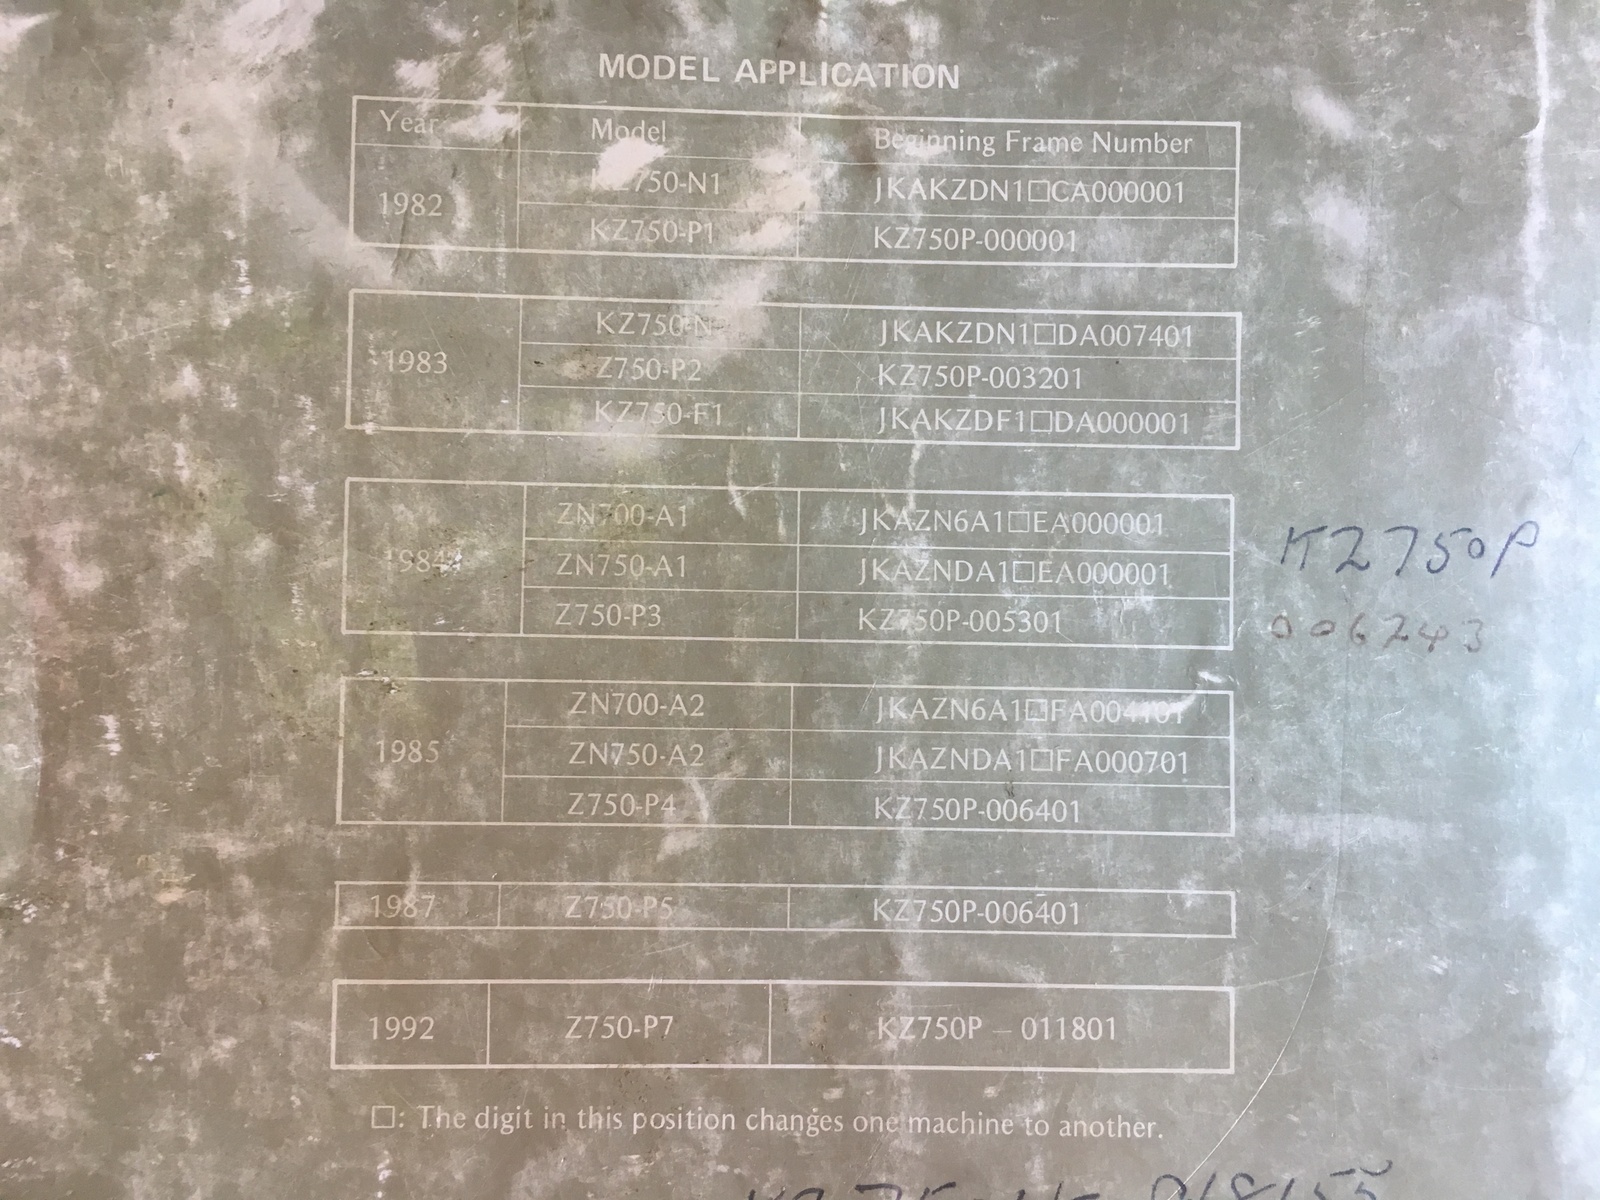 MODEL APPLICATION
Year Model Beginning Frame Number
1982 KZ750-N1 JKAKZDN1□CA000001
KZ750-P1 KZ750P-000001
1983 KZ750-N JKAKZDN1□DA007401
Z750-P2 KZ750P-003201
KZ750-F1 JKAKZDF1□DA000001
1984 ZN700-A1 JKAZN6A1□EA000001
ZN750-A1 JKAZNDA1□EA000001
Z750-P3 KZ750P-005301
KZ750P
006243
1985 ZN700-A2 JKAZN6A1□FA004101
ZN750-A2 JKAZNDA1□FA000701
Z750-P4 KZ750P-006401
1987 Z750-P5 KZ750P-006401
1992 Z750-P7 KZ750P – 011801
□: The digit in this position changes one machine to another.